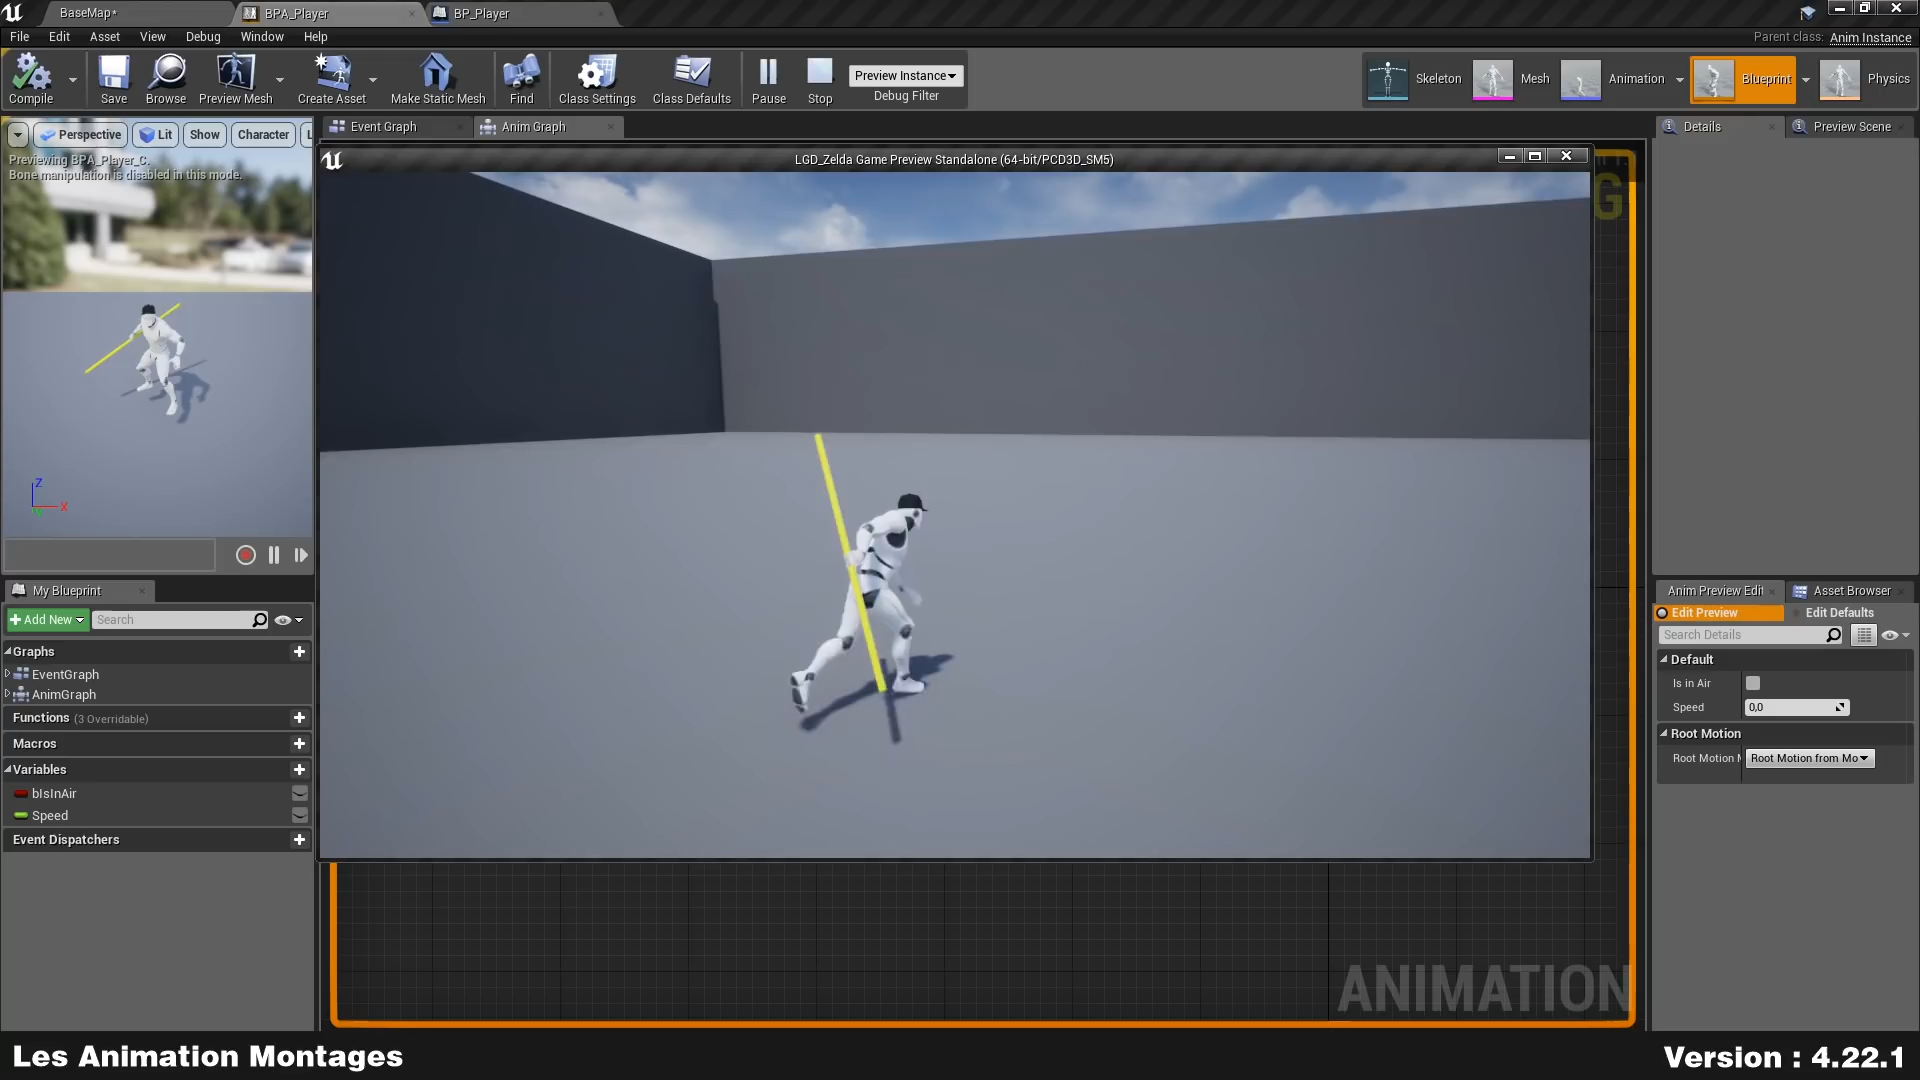 BaseMap*
BPA_Player
BP_Player
File
Edit
Asset
View
Debug
Window
Help
Parent class: Anim Instance
Compile
Save
Browse
Preview Mesh
Create Asset
Make Static Mesh
Find
Class Settings
Class Defaults
Pause
Stop
Preview Instance
Debug Filter
Skeleton
Mesh
Animation
Blueprint
Physics
Event Graph
Anim Graph
Details
Preview Scene
Perspective
Lit
Show
Character
L
Previewing BPA_Player_C.
Bone manipulation is disabled in this mode.
LGD_Zelda Game Preview Standalone (64-bit/PCD3D_SM5)
G
Z
X
My Blueprint
Add New
Search
Graphs
EventGraph
AnimGraph
Functions (3 Overridable)
Macros
Variables
bIsInAir
Speed
Event Dispatchers
Anim Preview Edit
Asset Browser
Edit Preview
Edit Defaults
Search Details
Default
Is in Air
Speed
0,0
Root Motion
Root Motion M
Root Motion from Mo
ANIMATION
Les Animation Montages
Version : 4.22.1